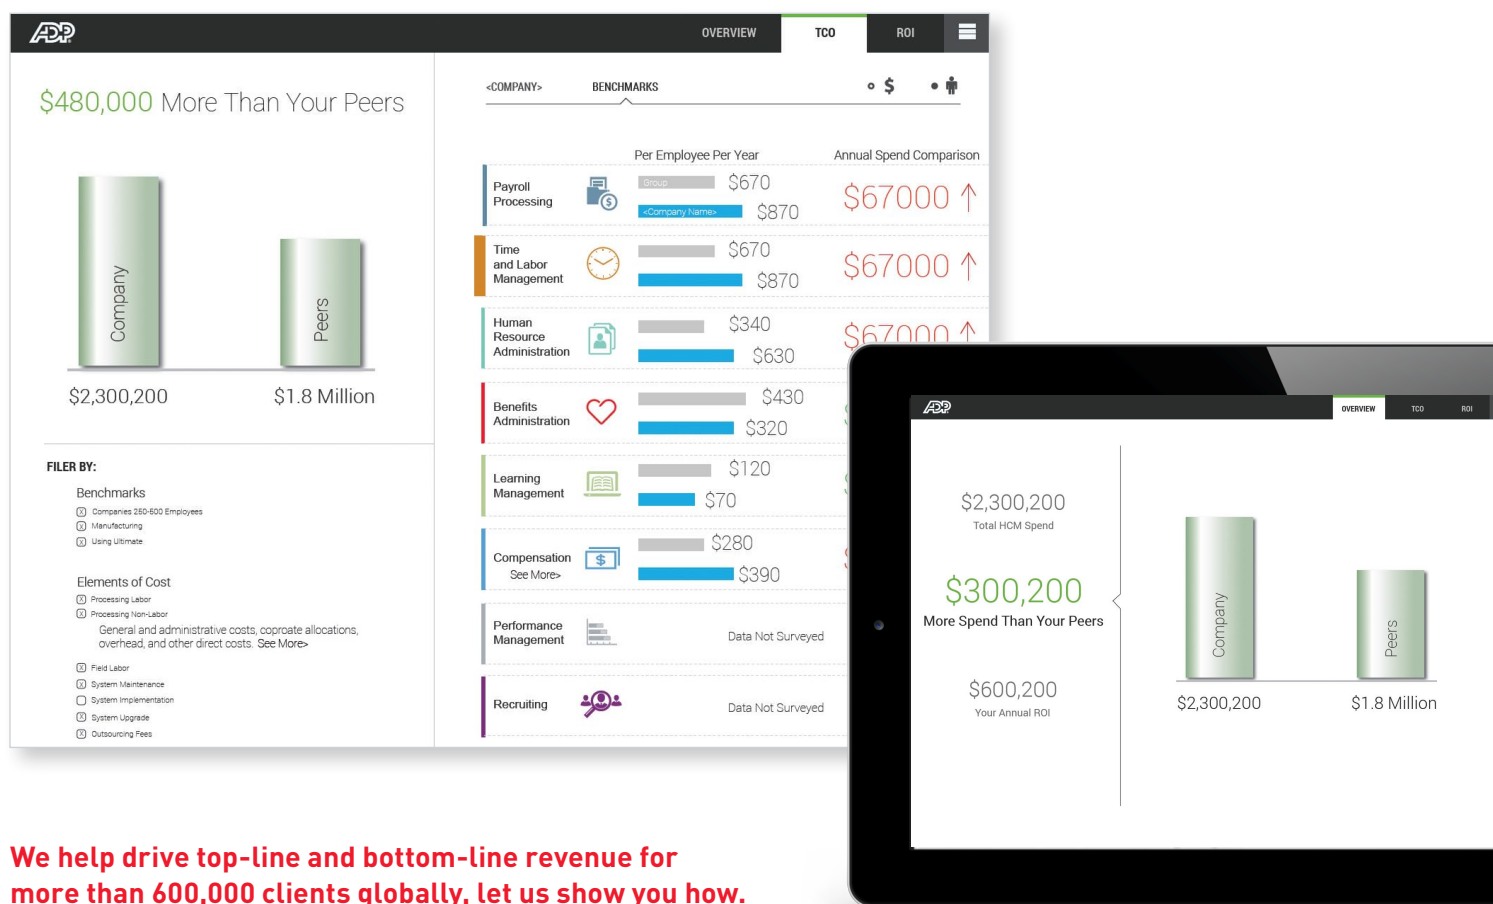 ADP
OVERVIEW
TCO
ROI
$480,000 More Than Your Peers
Company
Peers
$2,300,200
$1.8 Million
FILER BY:
Benchmarks
X Companies 250-600 Employees
X Manufacturing
X Using Ultimate
Elements of Cost
X Processing Labor
X Processing Non-Labor
General and administrative costs, coproate allocations,
overhead, and other direct costs. See More>
X Field Labor
X System Maintenance
System Implementation
X System Upgrade
X Outsourcing Fees
<COMPANY>
BENCHMARKS
$
Per Employee Per Year
Annual Spend Comparison
Payroll
Processing
$
Group
$670
<Company Name>
$870
$67000 ↑
Time
and Labor
Management
$670
$870
$67000 ↑
Human
Resource
Administration
$340
$630
$67000 ↑
Benefits
Administration
$430
$320
Learning
Management
$120
$70
Compensation
See More>
$
$280
$390
Performance
Management
Data Not Surveyed
Recruiting
Data Not Surveyed
ADP
OVERVIEW
TCO
ROI
$2,300,200
Total HCM Spend
$300,200
More Spend Than Your Peers
$600,200
Your Annual ROI
Company
Peers
$2,300,200
$1.8 Million
We help drive top-line and bottom-line revenue for
more than 600,000 clients globally, let us show you how.